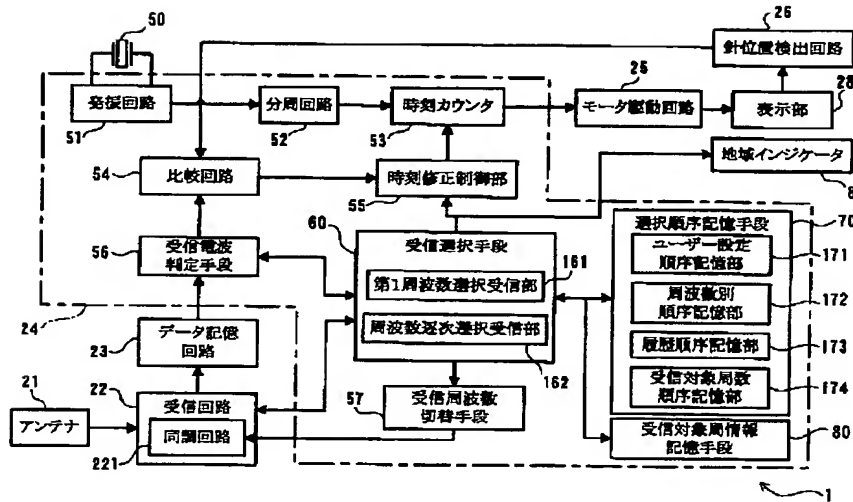 50
26
針位置検出回路
発振回路
51
分周回路
52
時刻カウンタ
53
25
モータ駆動回路
表示部
28
54
比較回路
時刻修正制御部
55
地域インジケータ
8
56
受信電波
判定手段
60
受信選択手段
第1周波数選択受信部
161
周波数逐次選択受信部
162
70
選択順序記憶手段
ユーザー設定
順序記憶部
171
周波数別
順序記憶部
172
履歴順序記憶部
173
受信対象局数
順序記憶部
174
24
データ記憶
回路
23
21
アンテナ
22
受信回路
同調回路
221
57
受信周波数
切替手段
受信対象局情報
記憶手段
80
1